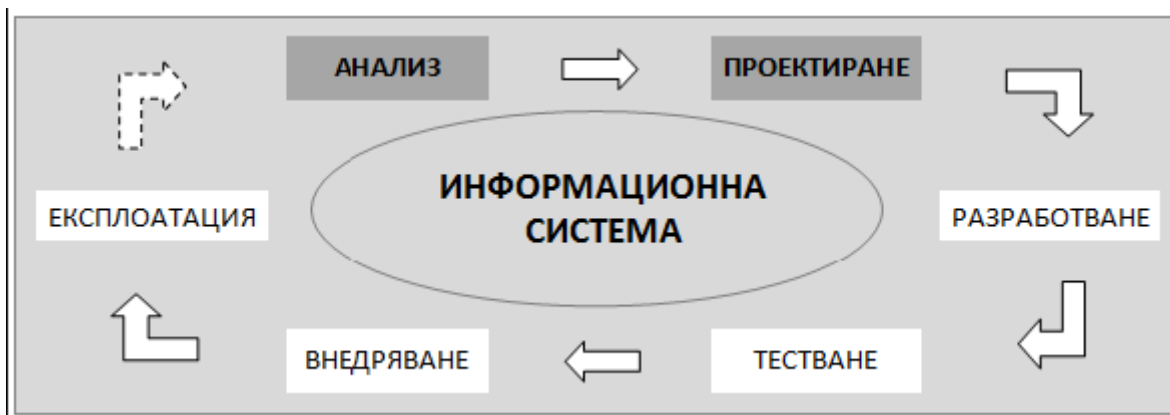 АНАЛИЗ
ПРОЕКТИРАНЕ
ИНФОРМАЦИОННА
СИСТЕМА
ЕКСПЛОАТАЦИЯ
РАЗРАБОТВАНЕ
ВНЕДРЯВАНЕ
ТЕСТВАНЕ